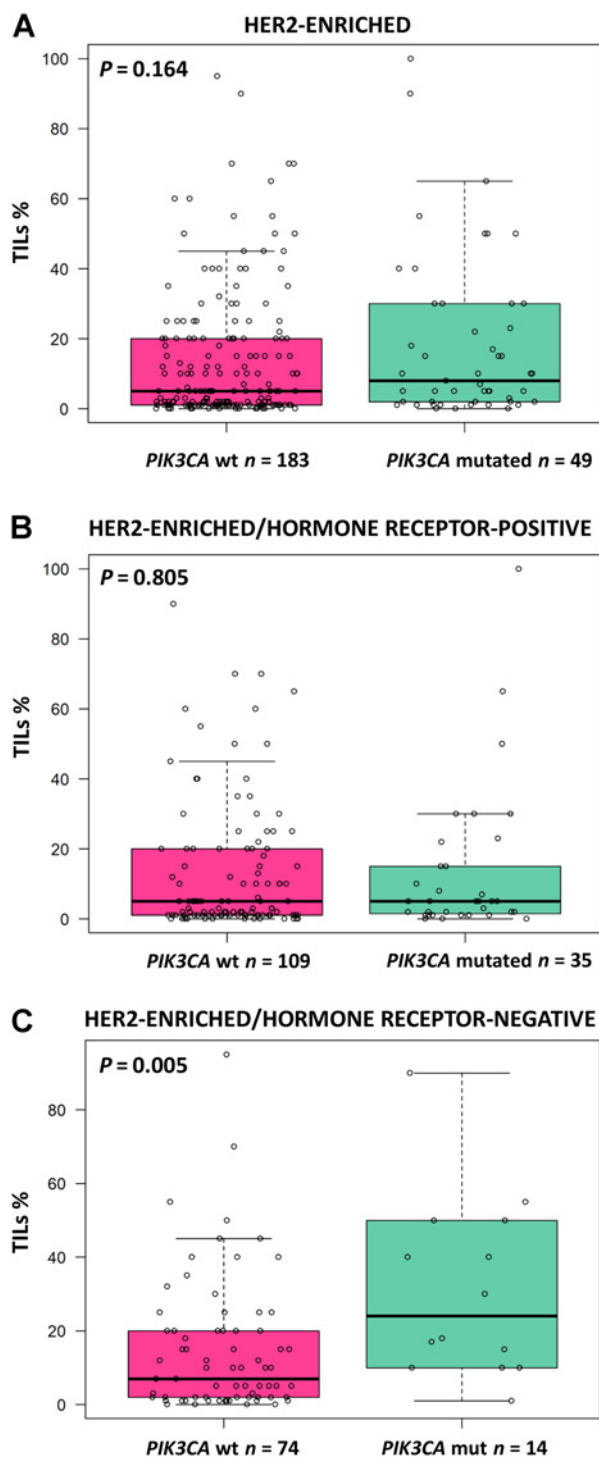 A
HER2-ENRICHED
P = 0.164
100
80
60
40
20
0
TILs %
PIK3CA wt n = 183
PIK3CA mutated n = 49
B
HER2-ENRICHED/HORMONE RECEPTOR-POSITIVE
P = 0.805
100
80
60
40
20
0
TILs %
PIK3CA wt n = 109
PIK3CA mutated n = 35
C
HER2-ENRICHED/HORMONE RECEPTOR-NEGATIVE
P = 0.005
80
60
40
20
0
TILs %
PIK3CA wt n = 74
PIK3CA mut n = 14